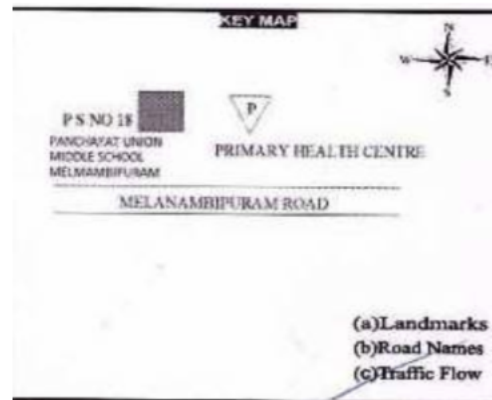 KEY MAP
N
W
E
S
P S NO 18
P
PANCHAYAT UNION
MIDDLE SCHOOL
MELMAMBIPURAM
PRIMARY HEALTH CENTRE
MELANAMBIPURAM ROAD
(a)Landmarks
(b)Road Names
(c)Traffic Flow